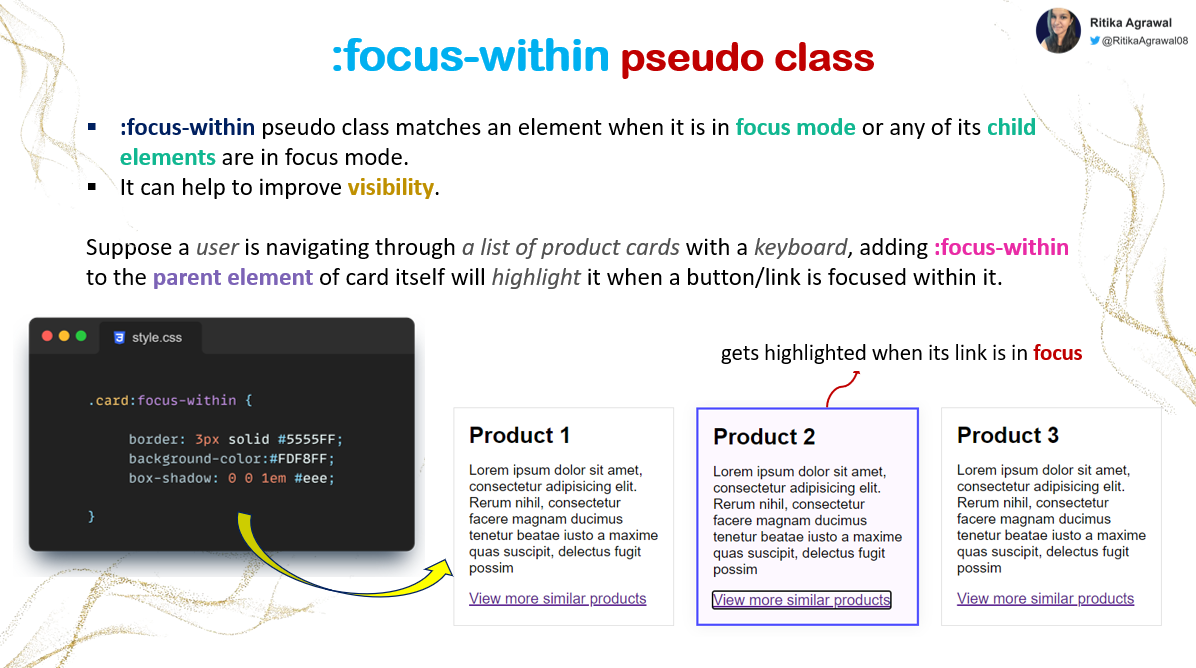 Ritika Agrawal
@RitikaAgrawal08
:focus-within pseudo class
▪ :focus-within pseudo class matches an element when it is in focus mode or any of its child
elements are in focus mode.
▪ It can help to improve visibility.
Suppose a user is navigating through a list of product cards with a keyboard, adding :focus-within
to the parent element of card itself will highlight it when a button/link is focused within it.
style.css
.card:focus-within {
border: 3px solid #5555FF;
background-color:#FDF8FF;
box-shadow: 0 0 1em #eee;
}
gets highlighted when its link is in focus
Product 1
Lorem ipsum dolor sit amet,
consectetur adipisicing elit.
Rerum nihil, consectetur
facere magnam ducimus
tenetur beatae iusto a maxime
quas suscipit, delectus fugit
possim
View more similar products
Product 2
Lorem ipsum dolor sit amet,
consectetur adipisicing elit.
Rerum nihil, consectetur
facere magnam ducimus
tenetur beatae iusto a maxime
quas suscipit, delectus fugit
possim
View more similar products
Product 3
Lorem ipsum dolor sit amet,
consectetur adipisicing elit.
Rerum nihil, consectetur
facere magnam ducimus
tenetur beatae iusto a maxime
quas suscipit, delectus fugit
possim
View more similar products